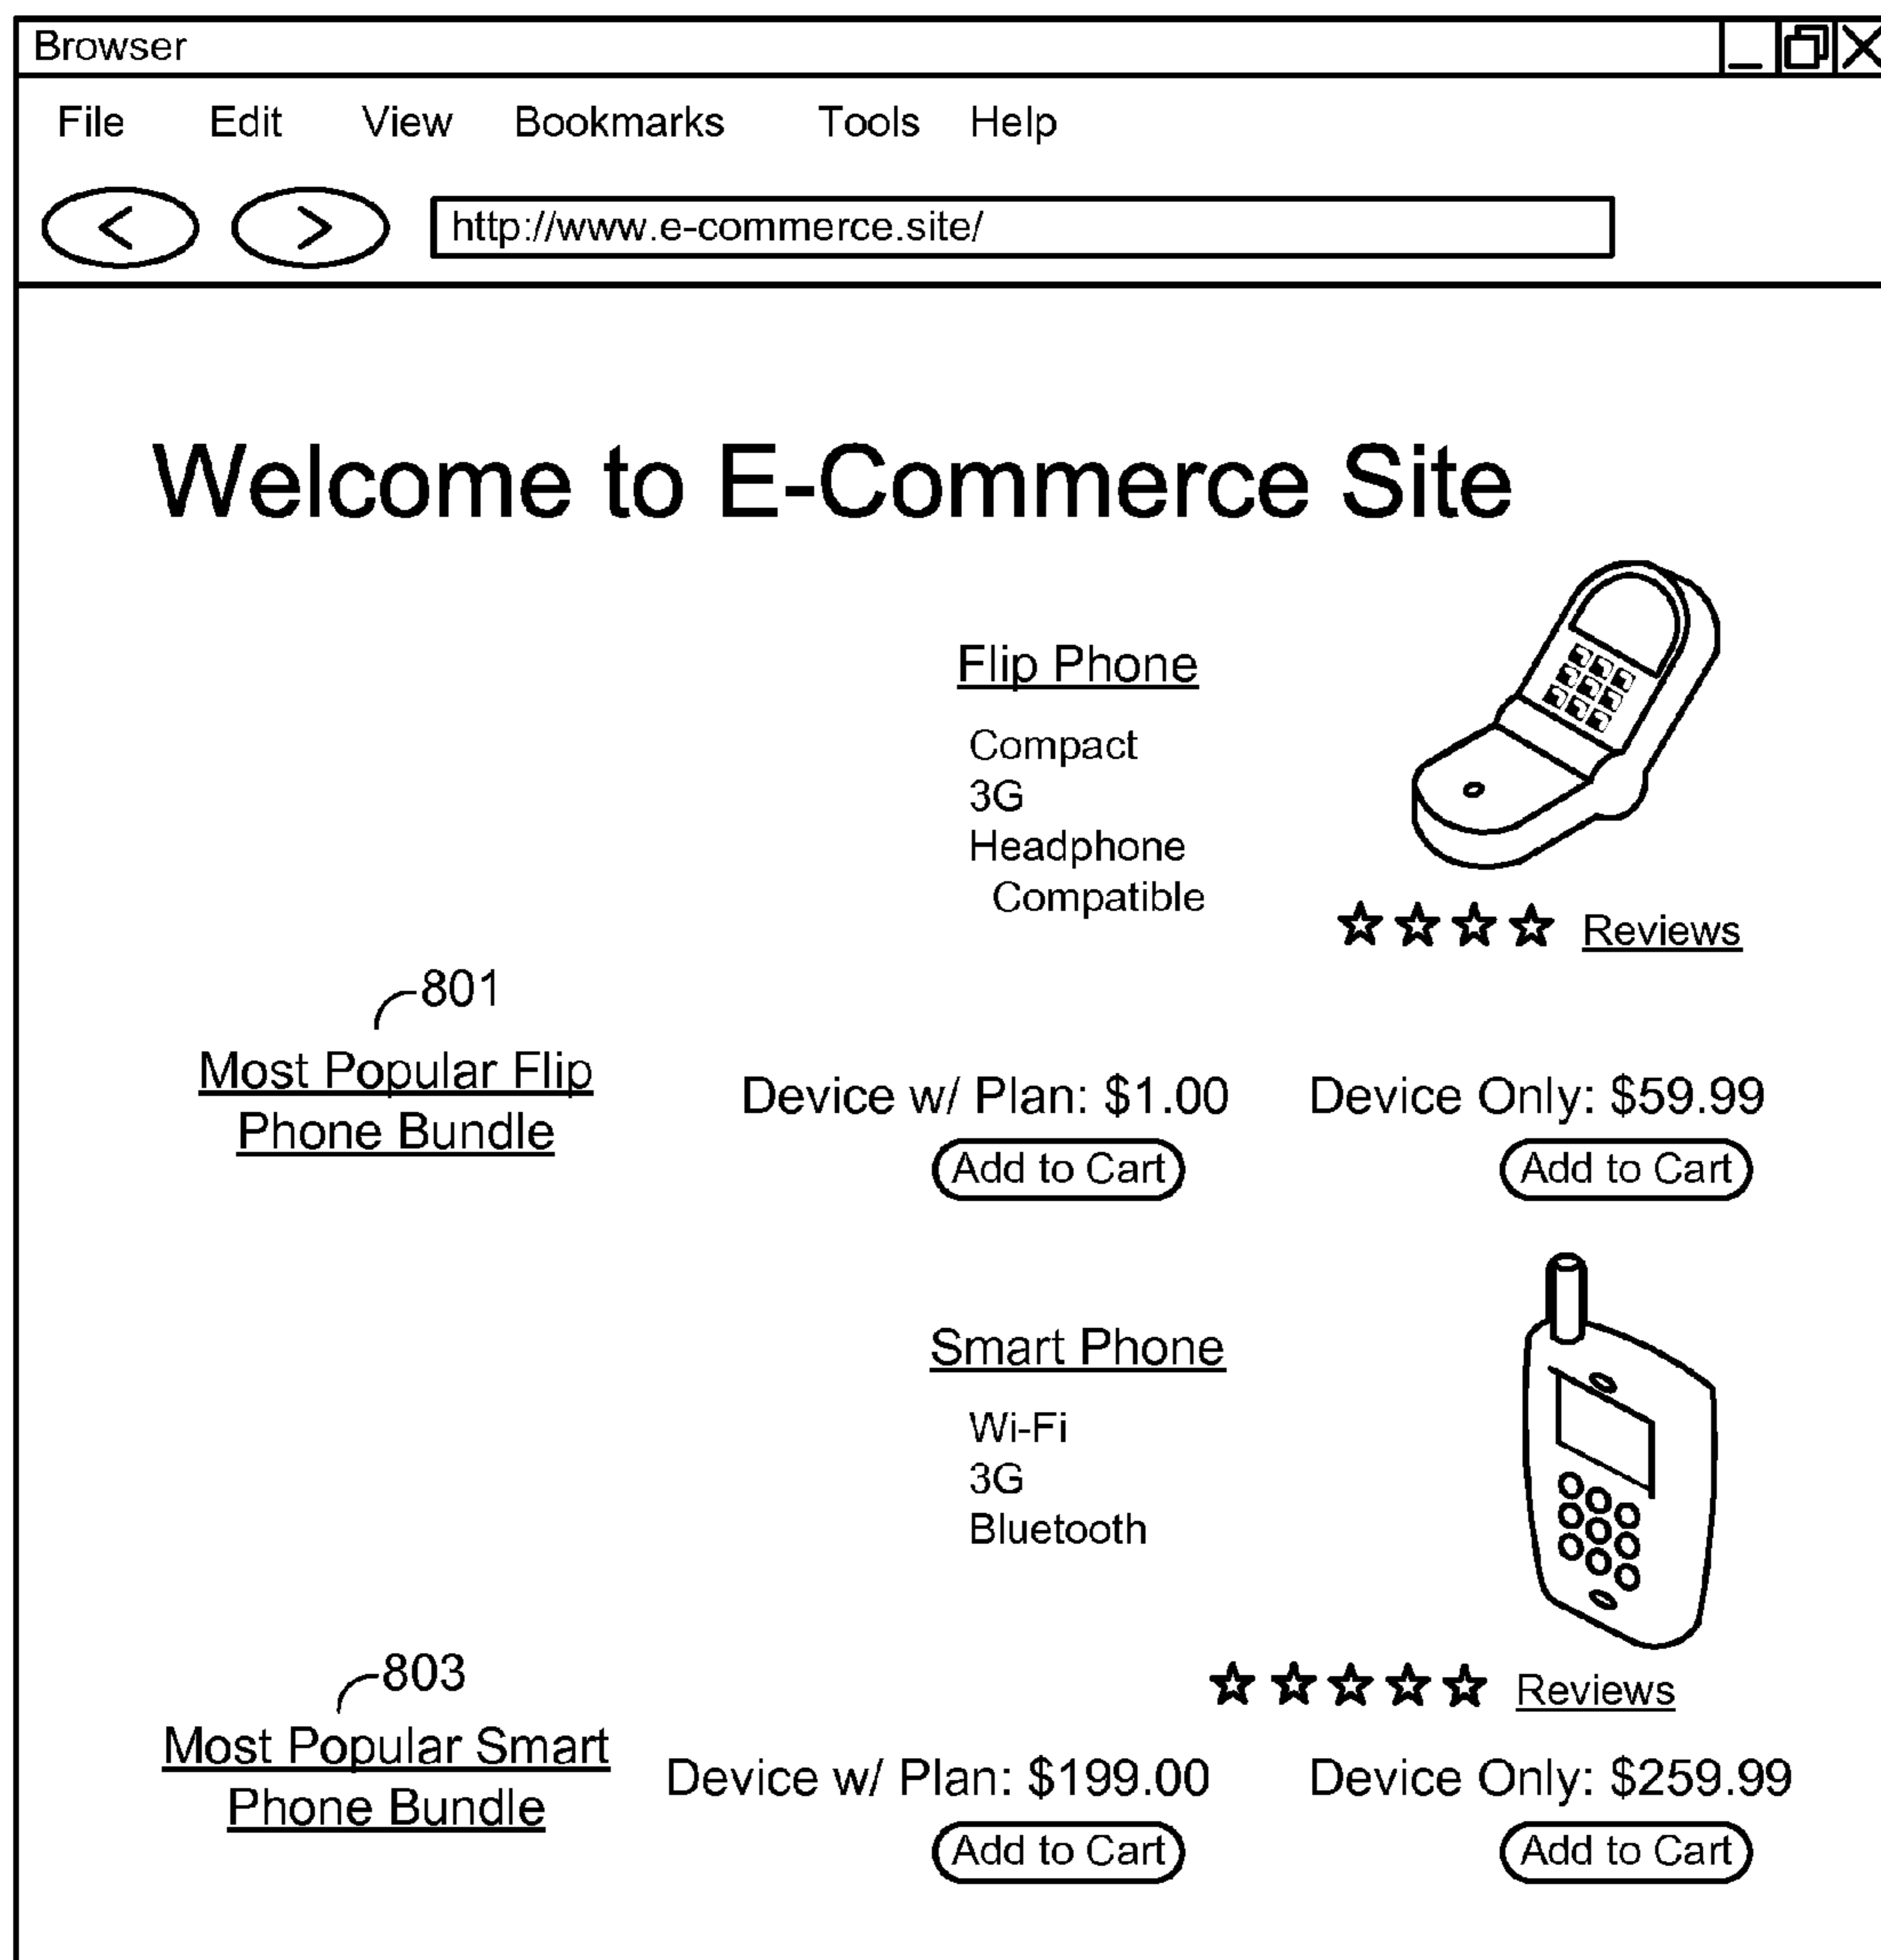 Browser
File Edit View Bookmarks Tools Help
< > http://www.e-commerce.site/
Welcome to E-Commerce Site
Flip Phone
Compact
3G
Headphone
Compatible
Reviews
801
Most Popular Flip
Phone Bundle
Device w/ Plan: $1.00 Device Only: $59.99
Add to Cart Add to Cart
Smart Phone
Wi-Fi
3G
Bluetooth
Reviews
803
Most Popular Smart
Phone Bundle
Device w/ Plan: $199.00 Device Only: $259.99
Add to Cart Add to Cart